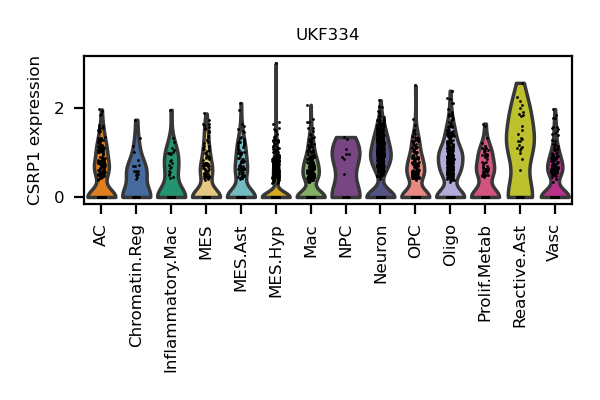 UKF334
CSRP1 expression
2
0
AC
Chromatin.Reg
Inflammatory.Mac
MES
MES.Ast
MES.Hyp
Mac
NPC
Neuron
OPC
Oligo
Prolif.Metab
Reactive.Ast
Vasc